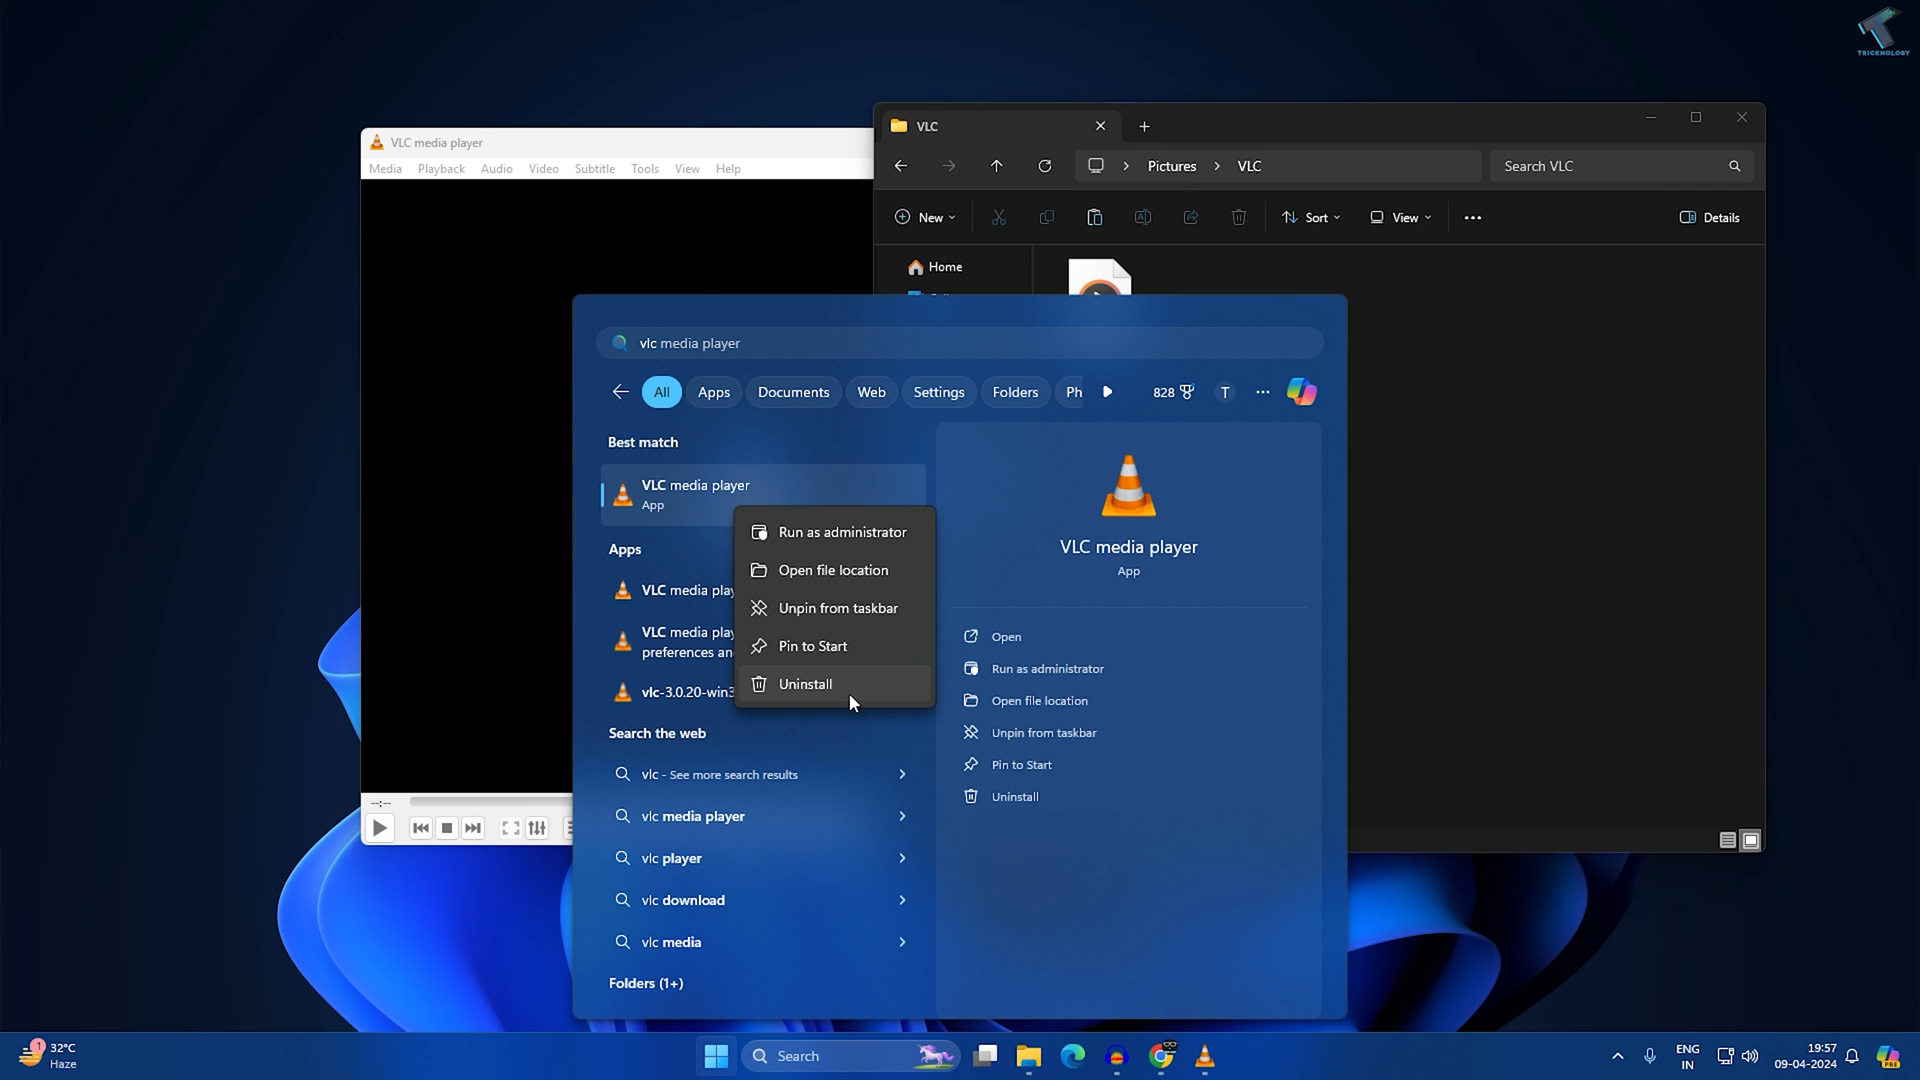 TRICKNOLOGY
VLC media player
Media Playback Audio Video Subtitle Tools View Help
VLC
Pictures VLC
Search VLC
New
Sort
View
Details
Home
vlc media player
All Apps Documents Web Settings Folders Ph
828
T
Best match
VLC media player
App
Apps
VLC media play
VLC media play
preferences an
vlc-3.0.20-win3
Run as administrator
Open file location
Unpin from taskbar
Pin to Start
Uninstall
Search the web
vlc - See more search results
vlc media player
vlc player
vlc download
vlc media
Folders (1+)
VLC media player
App
Open
Run as administrator
Open file location
Unpin from taskbar
Pin to Start
Uninstall
--:--
1
32°C
Haze
Search
ENG
IN
19:57
09-04-2024
PRE